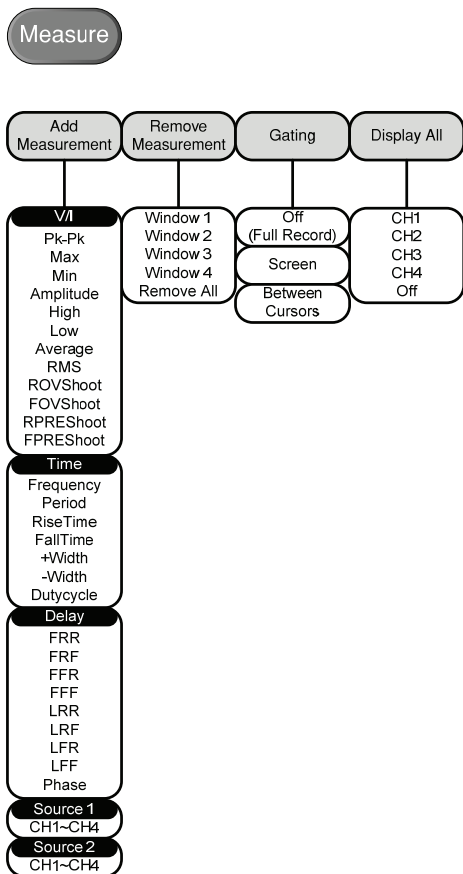 Measure
Add
Measurement
Remove
Measurement
Gating
Display All
V/I
Pk-Pk
Max
Min
Amplitude
High
Low
Average
RMS
ROVShoot
FOVShoot
RPREShoot
FPREShoot
Time
Frequency
Period
RiseTime
FallTime
+Width
-Width
Dutycycle
Delay
FRR
FRF
FFR
FFF
LRR
LRF
LFR
LFF
Phase
Source 1
CH1~CH4
Source 2
CH1~CH4
Window 1
Window 2
Window 3
Window 4
Remove All
Off
(Full Record)
Screen
Between
Cursors
CH1
CH2
CH3
CH4
Off